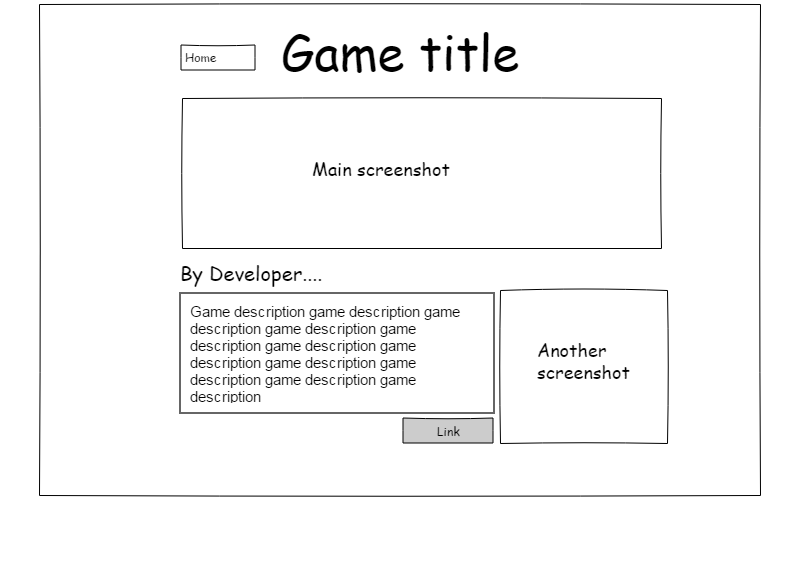 Home
Game title
Main screenshot
By Developer....
Game description game description game
description game description game
description game description game
description game description game
description game description game
description
Another
screenshot
Link